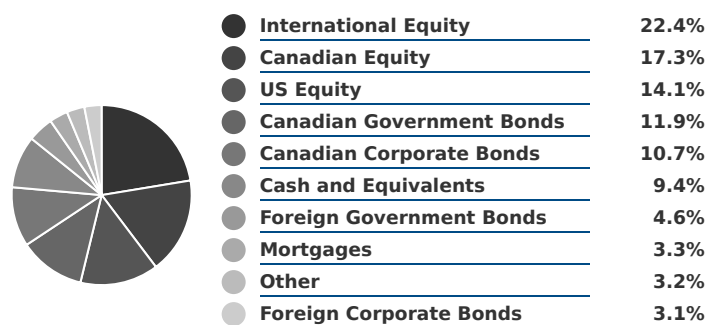 International Equity 22.4%
Canadian Equity 17.3%
US Equity 14.1%
Canadian Government Bonds 11.9%
Canadian Corporate Bonds 10.7%
Cash and Equivalents 9.4%
Foreign Government Bonds 4.6%
Mortgages 3.3%
Other 3.2%
Foreign Corporate Bonds 3.1%